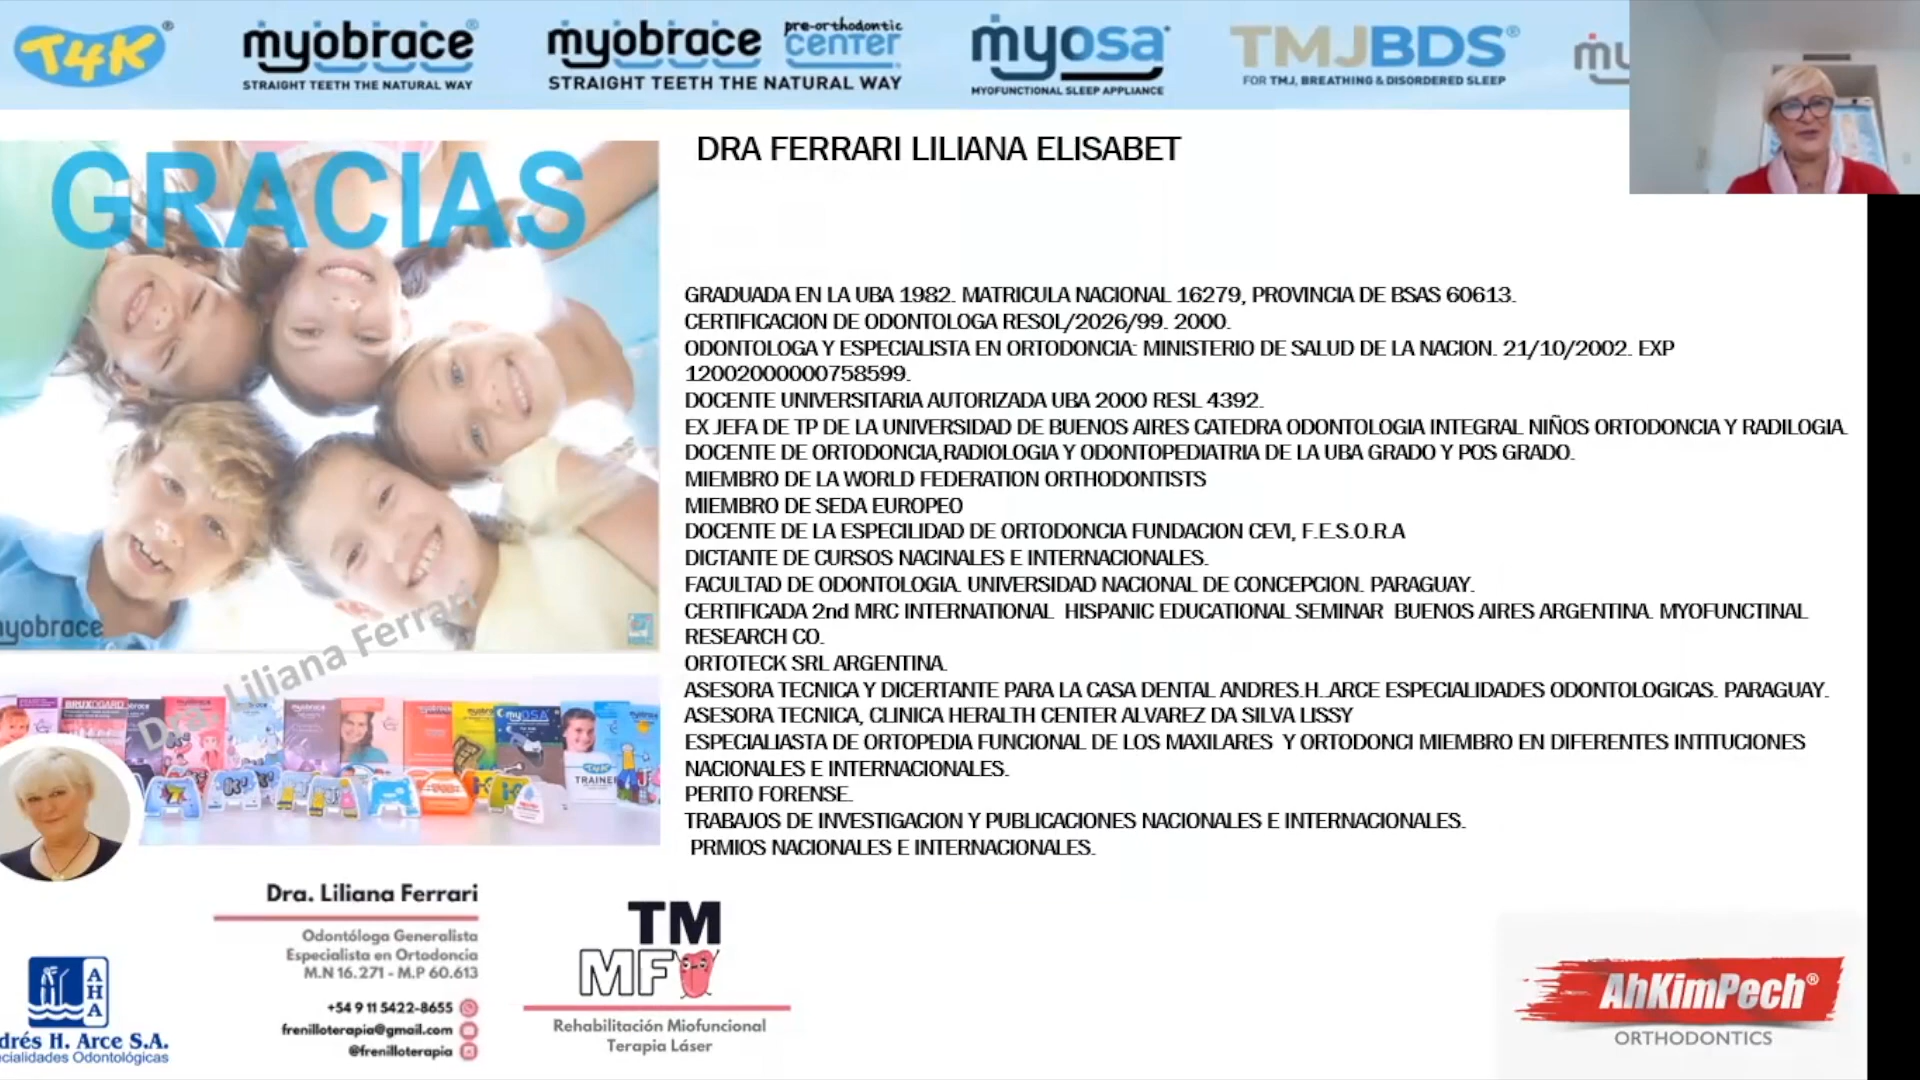 T4K®
myobrace®
STRAIGHT TEETH THE NATURAL WAY
myobrace pre-orthodontic center®
STRAIGHT TEETH THE NATURAL WAY
myosa®
MYOFUNCTIONAL SLEEP APPLIANCE
TMJBDS®
FOR TMJ, BREATHING & DISORDERED SLEEP
GRACIAS
DRA FERRARI LILIANA ELISABET
GRADUADA EN LA UBA 1982. MATRICULA NACIONAL 16279, PROVINCIA DE BSAS 60613.
CERTIFICACION DE ODONTOLOGA RESOL/2026/99. 2000.
ODONTOLOGA Y ESPECIALISTA EN ORTODONCIA: MINISTERIO DE SALUD DE LA NACION. 21/10/2002. EXP
12002000000758599.
DOCENTE UNIVERSITARIA AUTORIZADA UBA 2000 RESL 4392.
EX JEFA DE TP DE LA UNIVERSIDAD DE BUENOS AIRES CATEDRA ODONTOLOGIA INTEGRAL NIÑOS ORTODONCIA Y RADILOGIA.
DOCENTE DE ORTODONCIA,RADIOLOGIA Y ODONTOPEDIATRIA DE LA UBA GRADO Y POS GRADO.
MIEMBRO DE LA WORLD FEDERATION ORTHODONTISTS
MIEMBRO DE SEDA EUROPEO
DOCENTE DE LA ESPECILIDAD DE ORTODONCIA FUNDACION CEVI, F.E.S.O.R.A
DICTANTE DE CURSOS NACINALES E INTERNACIONALES.
FACULTAD DE ODONTOLOGIA. UNIVERSIDAD NACIONAL DE CONCEPCION. PARAGUAY.
CERTIFICADA 2nd MRC INTERNATIONAL HISPANIC EDUCATIONAL SEMINAR BUENOS AIRES ARGENTINA. MYOFUNCTINAL
RESEARCH CO.
ORTOTECK SRL ARGENTINA.
ASESORA TECNICA Y DICERTANTE PARA LA CASA DENTAL ANDRES.H..ARCE ESPECIALIDADES ODONTOLOGICAS. PARAGUAY.
ASESORA TECNICA, CLINICA HERALTH CENTER ALVAREZ DA SILVA LISSY
ESPECIALIASTA DE ORTOPEDIA FUNCIONAL DE LOS MAXILARES Y ORTODONCI MIEMBRO EN DIFERENTES INTITUCIONES
NACIONALES E INTERNACIONALES.
PERITO FORENSE.
TRABAJOS DE INVESTIGACION Y PUBLICACIONES NACIONALES E INTERNACIONALES.
PRMIOS NACIONALES E INTERNACIONALES.
yobrace
Dra. Liliana Ferrari
BRUXOGARD
myOSA
T4K
TRAINER
Dra. Liliana Ferrari
Odontóloga Generalista
Especialista en Ortodoncia
M.N 16.271 - M.P 60.613
+54 9 11 5422-8655
frenilloterapia@gmail.com
@frenilloterapia
TM
MF
Rehabilitación Miofuncional
Terapia Láser
AHA
drés H. Arce S.A.
cialidades Odontológicas
AhKimPech®
ORTHODONTICS